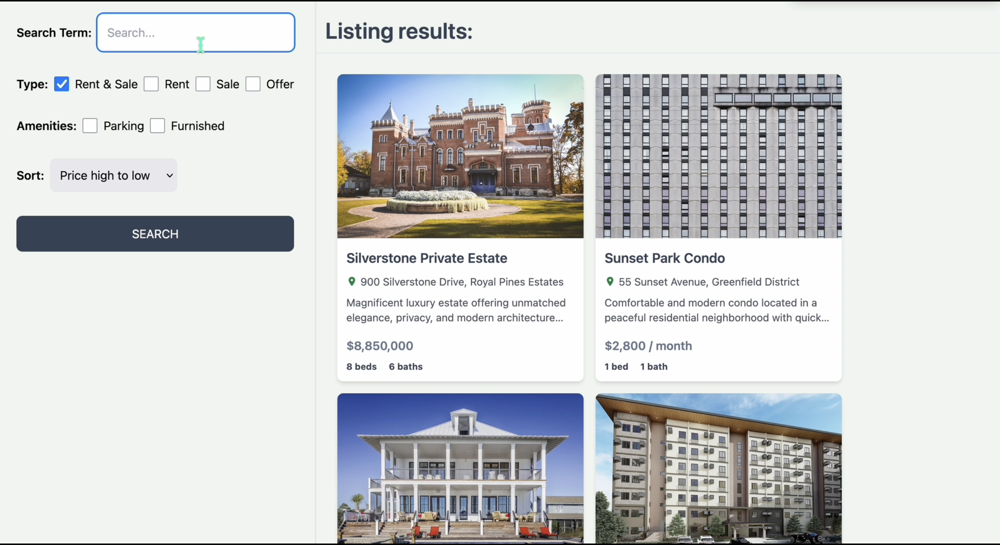 Search Term:
Search...
Type: Rent & Sale Rent Sale Offer
Amenities: Parking Furnished
Sort: Price high to low
SEARCH
Listing results:
Silverstone Private Estate
900 Silverstone Drive, Royal Pines Estates
Magnificent luxury estate offering unmatched
elegance, privacy, and modern architecture...
$8,850,000
8 beds 6 baths
Sunset Park Condo
55 Sunset Avenue, Greenfield District
Comfortable and modern condo located in a
peaceful residential neighborhood with quick...
$2,800 / month
1 bed 1 bath